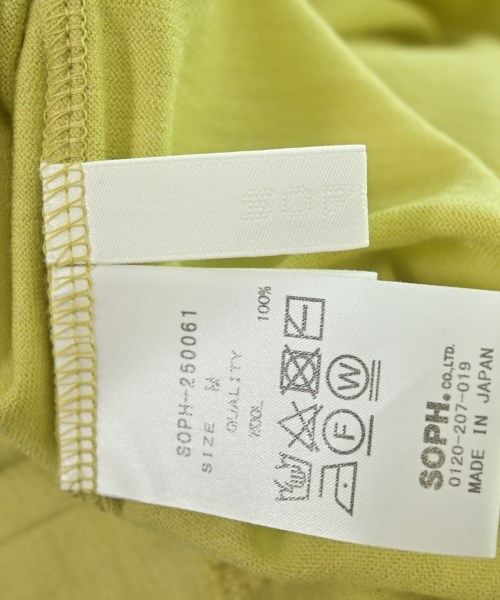 SOPH-250061
SIZE M
QUALITY
WOOL 100%
W
F
SOPH.CO.,LTD.
0120-207-019
MADE IN JAPAN